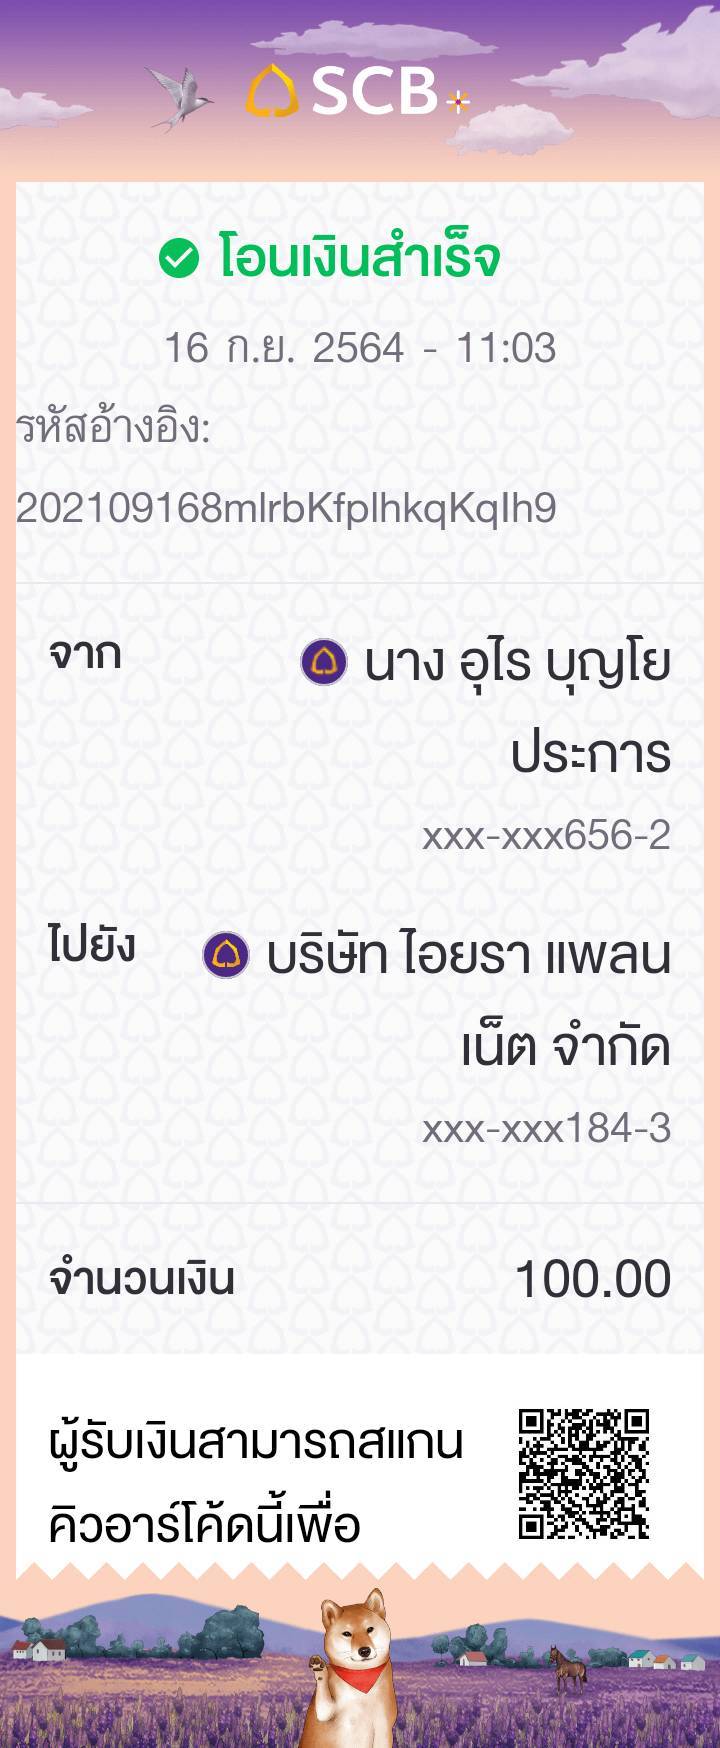 SCB
โอนเงินสำเร็จ
16 ก.ย. 2564 - 11:03
รหัสอ้างอิง:
202109168mlrbKfplhkqKqIh9
จาก
นาง อุไร บุญโย
ประการ
xxx-xxx656-2
ไปยัง
บริษัท ไอยรา แพลน
เน็ต จำกัด
xxx-xxx184-3
จำนวนเงิน 100.00
ผู้รับเงินสามารถสแกน
คิวอาร์โค้ดนี้เพื่อ